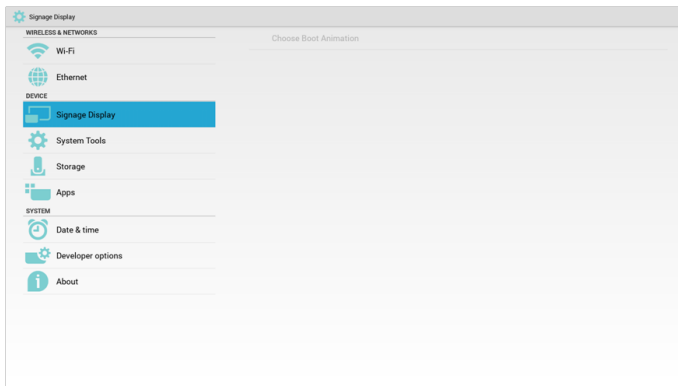 Signage Display
WIRELESS & NETWORKS
Wi-Fi
Ethernet
DEVICE
Signage Display
System Tools
Storage
Apps
SYSTEM
Date & time
Developer options
About
Choose Boot Animation